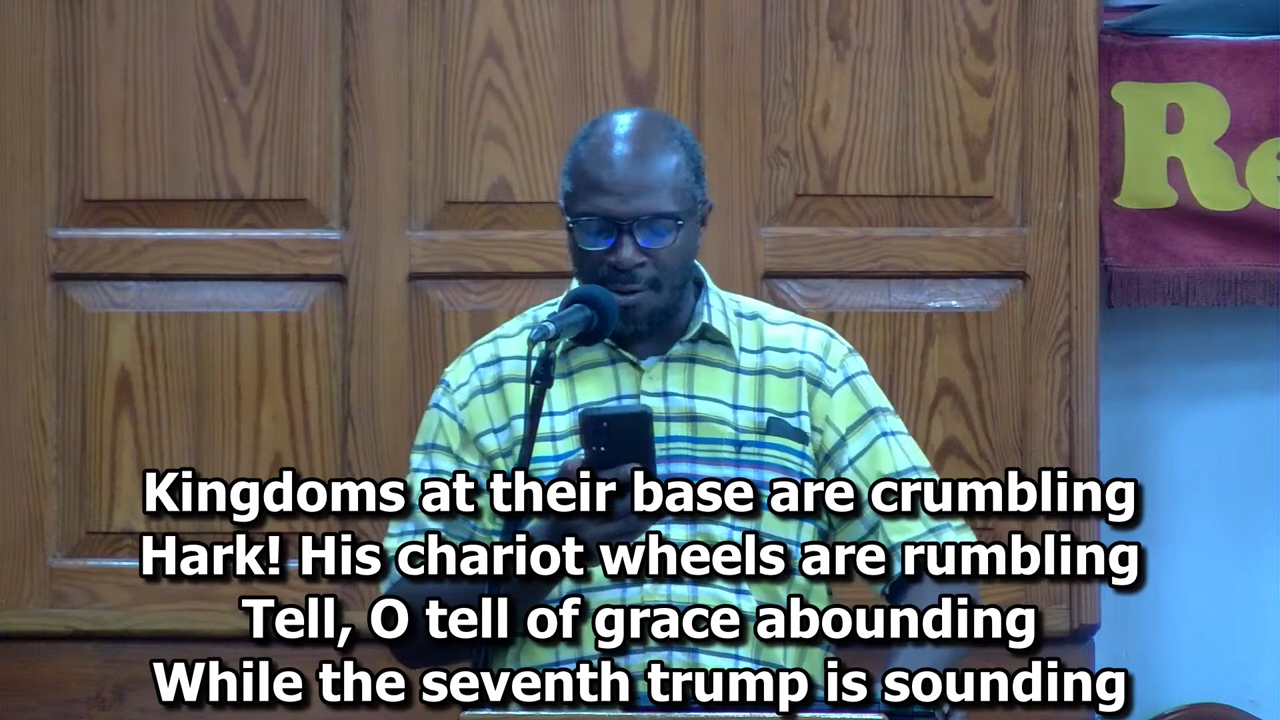 Re
Kingdoms at their base are crumbling
Hark! His chariot wheels are rumbling
Tell, O tell of grace abounding
While the seventh trump is sounding